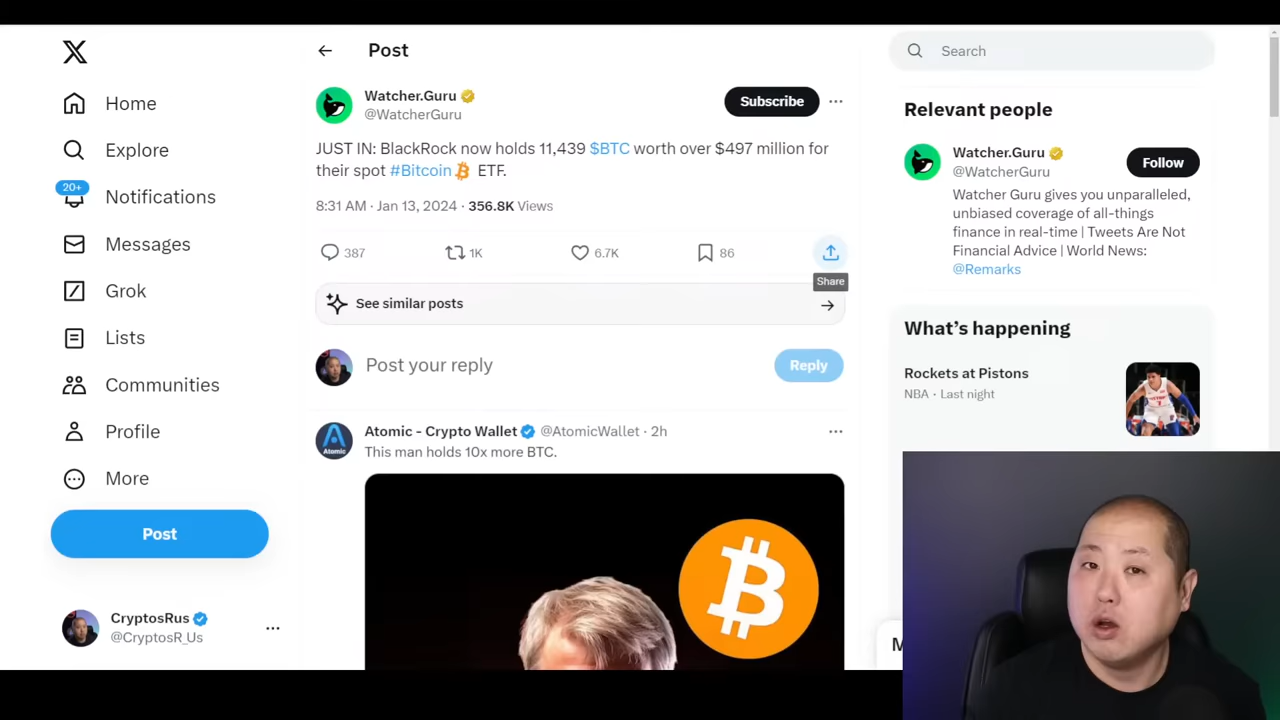 Home
Explore
20+
Notifications
Messages
Grok
Lists
Communities
Profile
More
Post
CryptosRus
@CryptosR_Us
Post
Watcher.Guru
@WatcherGuru
Subscribe
JUST IN: BlackRock now holds 11,439 $BTC worth over $497 million for
their spot #Bitcoin ETF.
8:31 AM · Jan 13, 2024 · 356.8K Views
387 1K 6.7K 86
Share
See similar posts
Post your reply
Reply
Atomic - Crypto Wallet @AtomicWallet · 2h
This man holds 10x more BTC.
Atomic
Search
Relevant people
Watcher.Guru
@WatcherGuru
Follow
Watcher Guru gives you unparalleled,
unbiased coverage of all-things
finance in real-time | Tweets Are Not
Financial Advice | World News:
@Remarks
What's happening
Rockets at Pistons
NBA · Last night